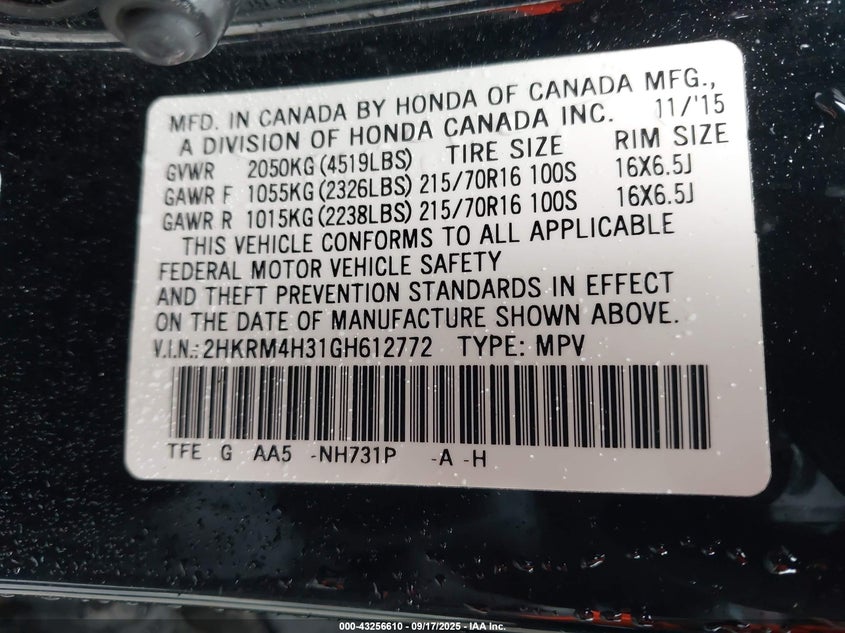 MFD. IN CANADA BY HONDA OF CANADA MFG.,
A DIVISION OF HONDA CANADA INC. 11/'15
GVWR 2050KG (4519LBS) TIRE SIZE RIM SIZE
GAWR F 1055KG (2326LBS) 215/70R16 100S 16X6.5J
GAWR R 1015KG (2238LBS) 215/70R16 100S 16X6.5J
THIS VEHICLE CONFORMS TO ALL APPLICABLE
FEDERAL MOTOR VEHICLE SAFETY
AND THEFT PREVENTION STANDARDS IN EFFECT
ON THE DATE OF MANUFACTURE SHOWN ABOVE.
V.I.N.: 2HKRM4H31GH612772 TYPE: MPV
TFE G AA5 -NH731P -A -H
000-43256610 - 09/17/2025 - IAA Inc.